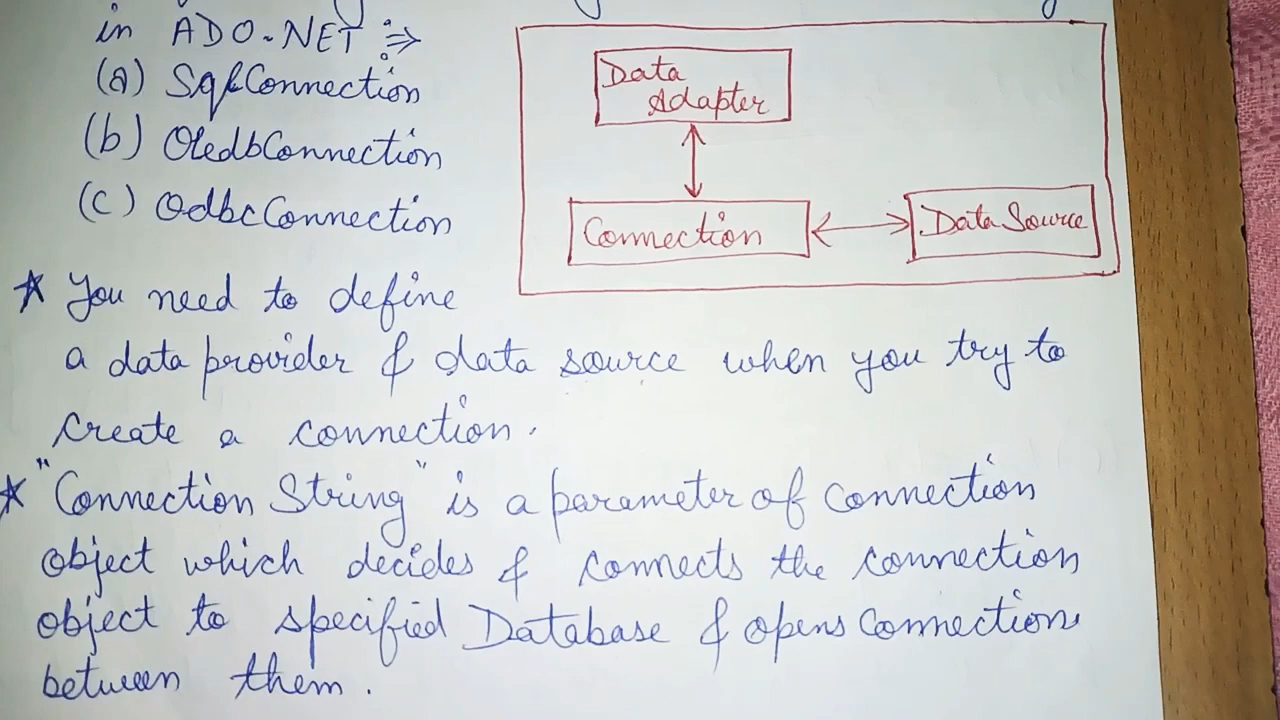 in ADO.NET :⇒
(a) SqlConnection
(b) OledbConnection
(c) OdbcConnection
Data
Adapter
Connection
Data Source
* You need to define
a data provider & data source when you try to
create a connection.
* "Connection String" is a parameter of connection
object which decides & connects the connection
object to specified Database & opens Connection
between them.